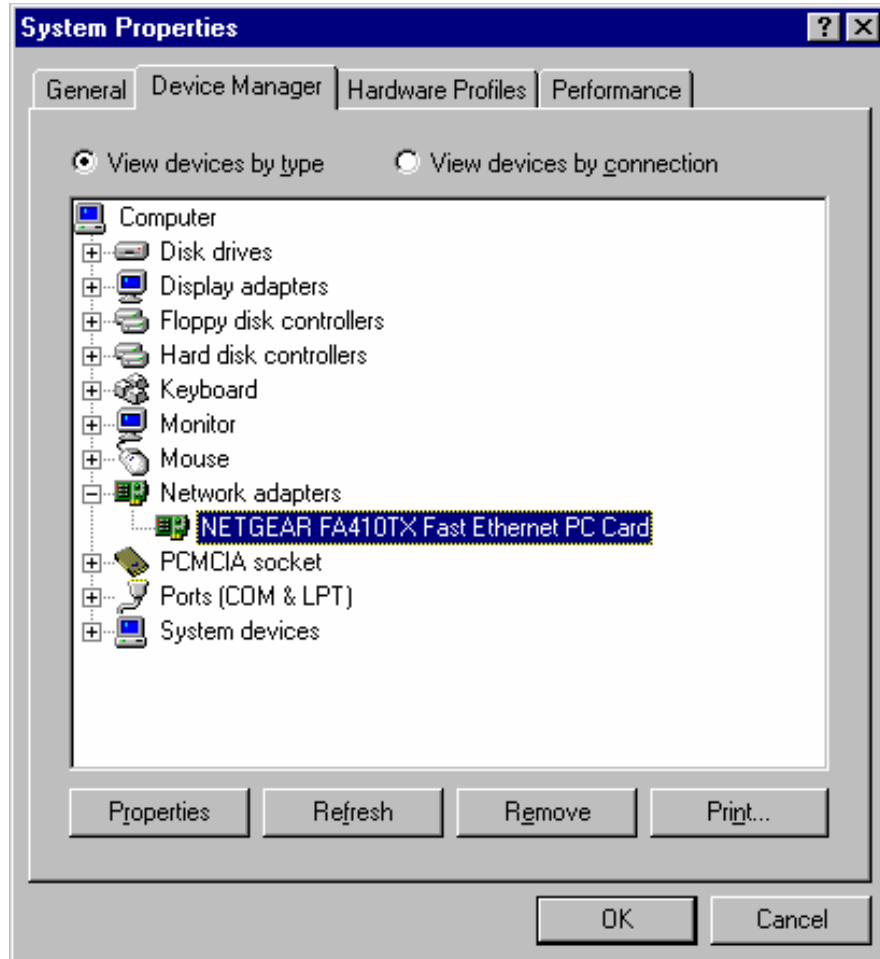 System Properties
General Device Manager Hardware Profiles Performance
View devices by type View devices by connection
Computer
Disk drives
Display adapters
Floppy disk controllers
Hard disk controllers
Keyboard
Monitor
Mouse
Network adapters
NETGEAR FA410TX Fast Ethernet PC Card
PCMCIA socket
Ports (COM & LPT)
System devices
Properties Refresh Remove Print...
OK Cancel